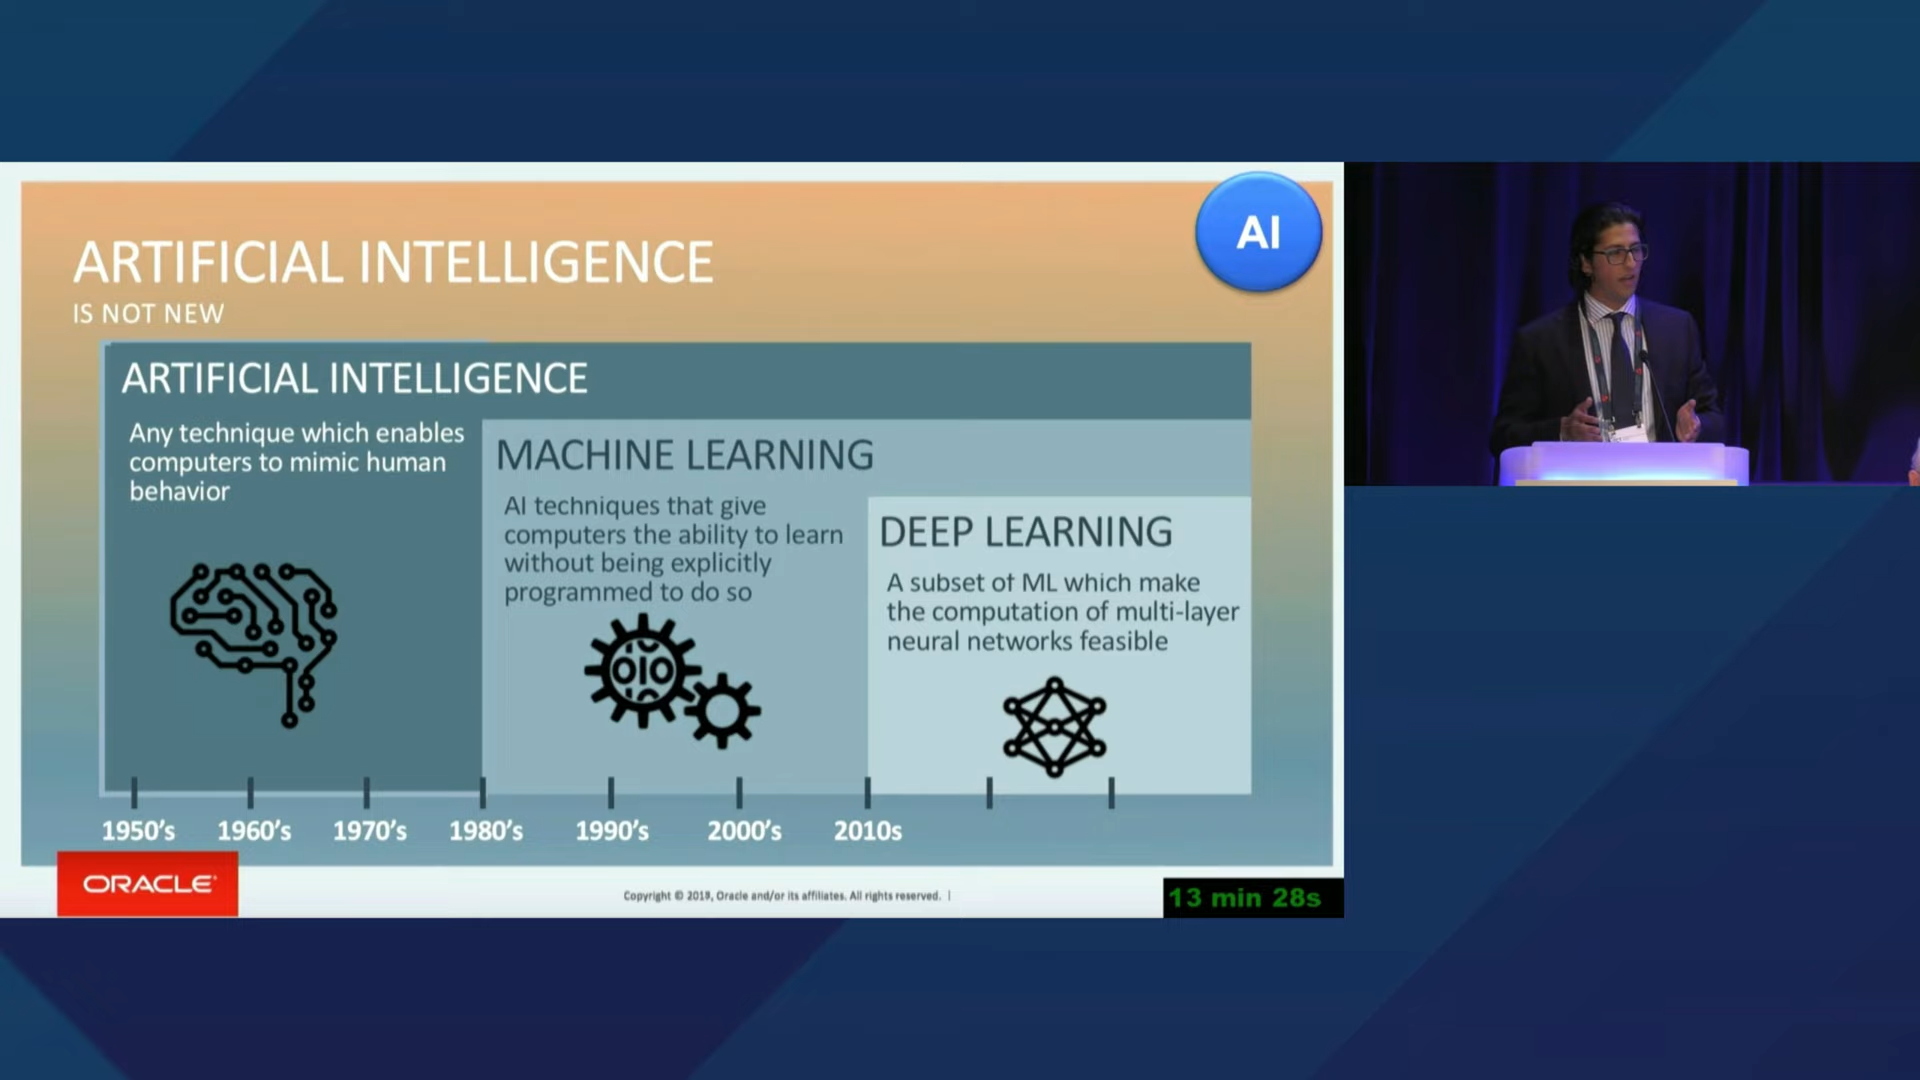 AI
ARTIFICIAL INTELLIGENCE
IS NOT NEW
ARTIFICIAL INTELLIGENCE
Any technique which enables
computers to mimic human
behavior
MACHINE LEARNING
AI techniques that give
computers the ability to learn
without being explicitly
programmed to do so
OIO
DEEP LEARNING
A subset of ML which make
the computation of multi-layer
neural networks feasible
1950's 1960's 1970's 1980's 1990's 2000's 2010s
ORACLE
Copyright © 2018, Oracle and/or its affiliates. All rights reserved. |
13 min 28s